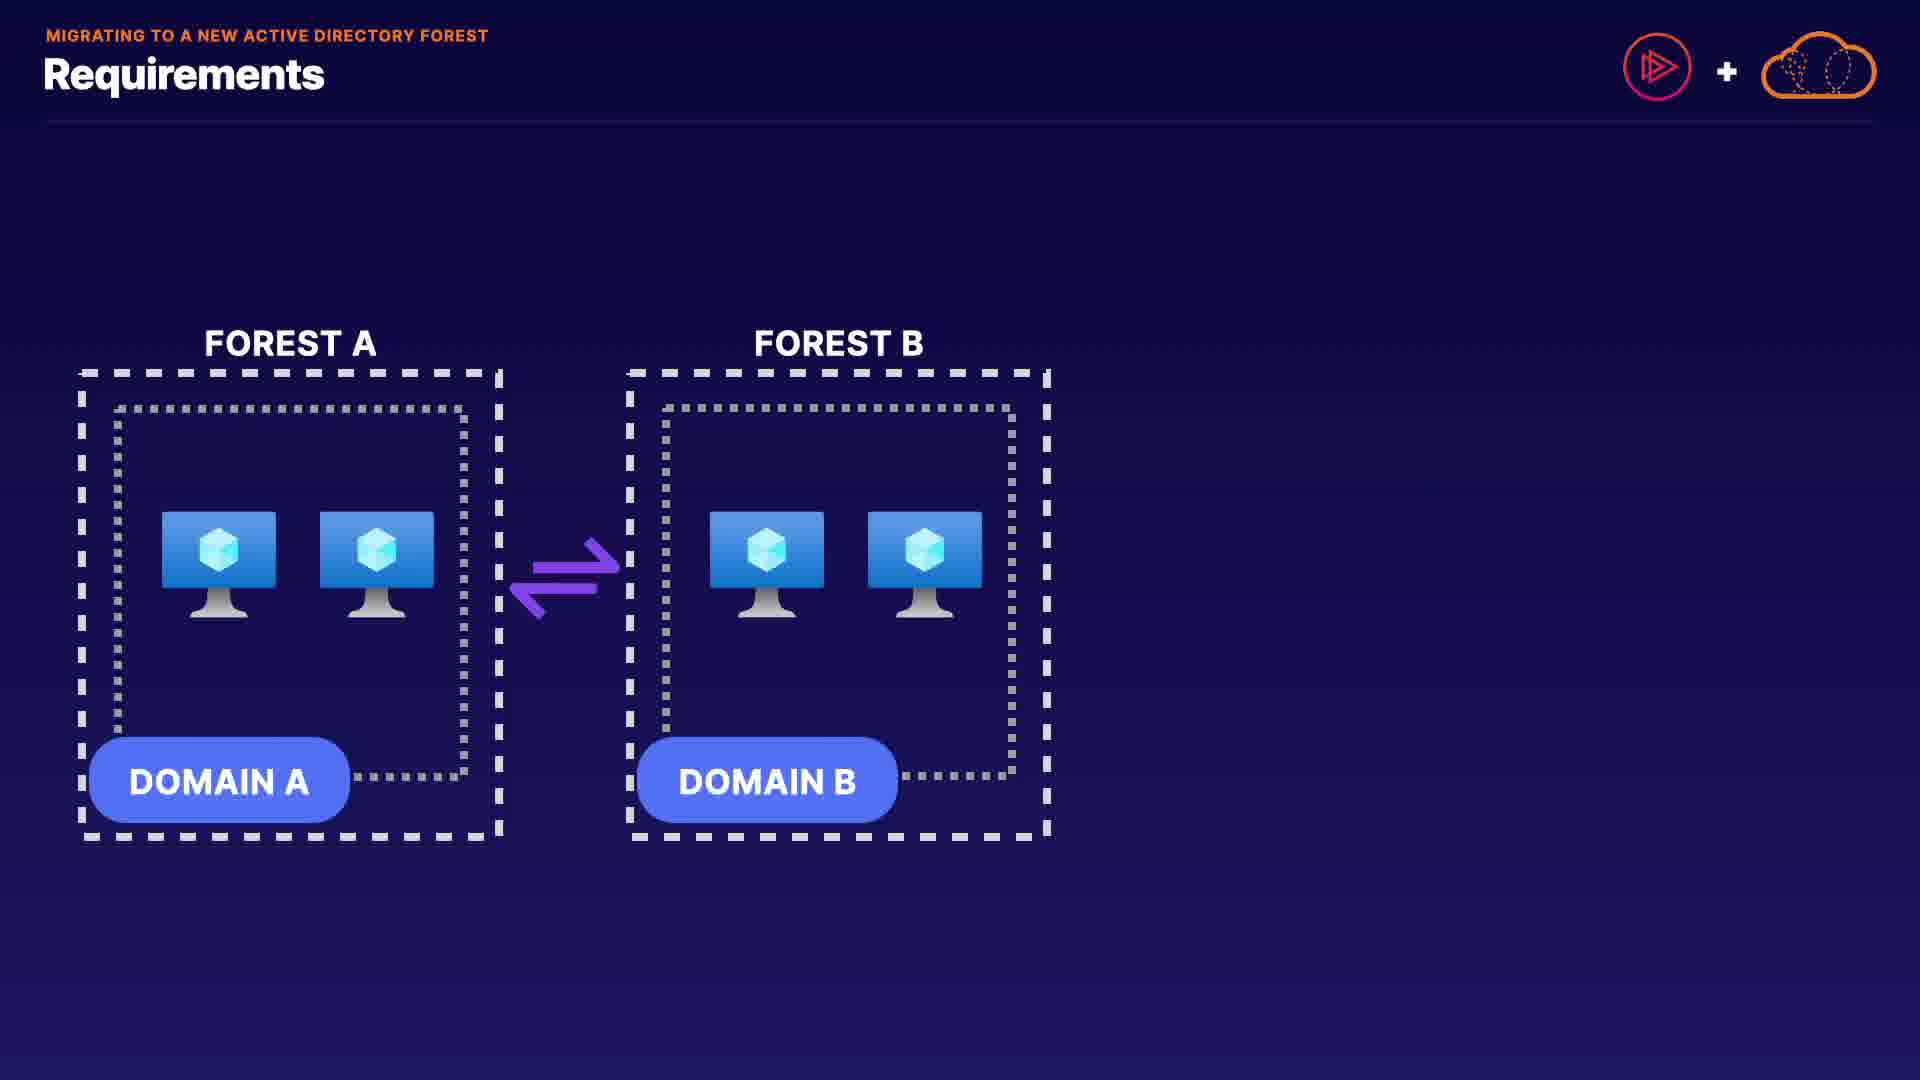 MIGRATING TO A NEW ACTIVE DIRECTORY FOREST
Requirements
FOREST A
FOREST B
DOMAIN A
DOMAIN B